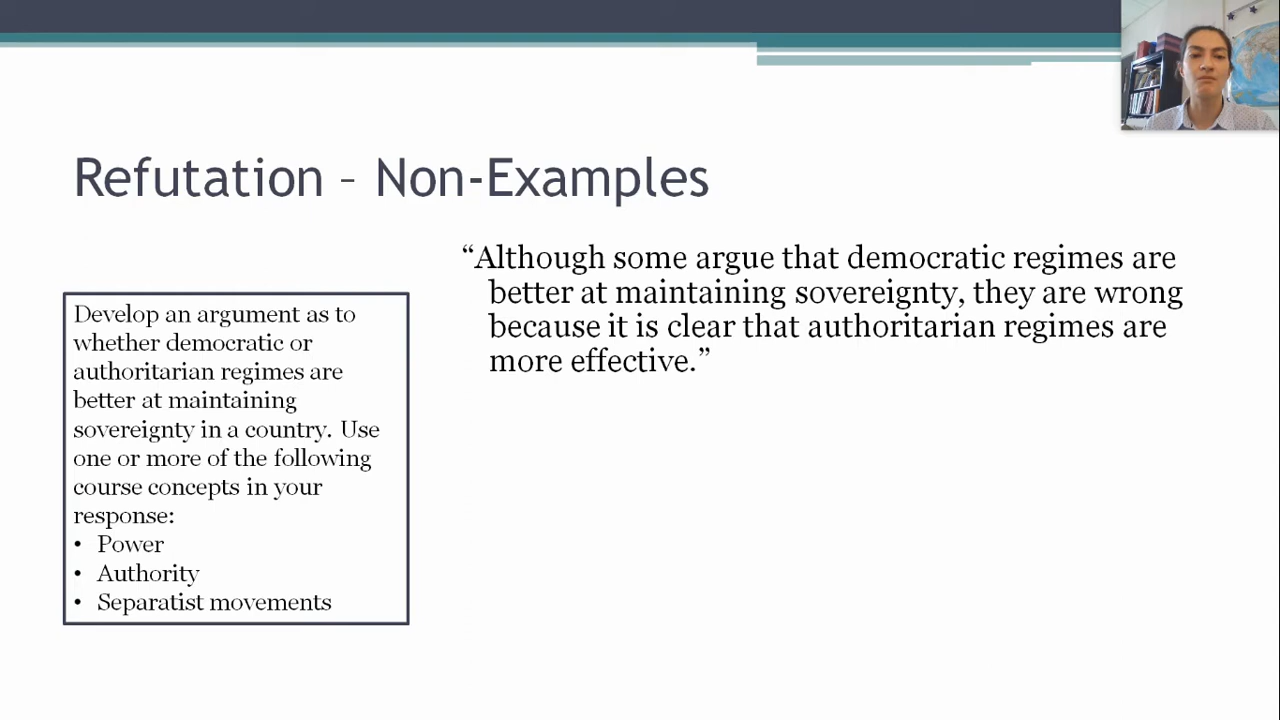 Refutation – Non-Examples
Develop an argument as to
whether democratic or
authoritarian regimes are
better at maintaining
sovereignty in a country. Use
one or more of the following
course concepts in your
response:
• Power
• Authority
• Separatist movements
“Although some argue that democratic regimes are
better at maintaining sovereignty, they are wrong
because it is clear that authoritarian regimes are
more effective.”